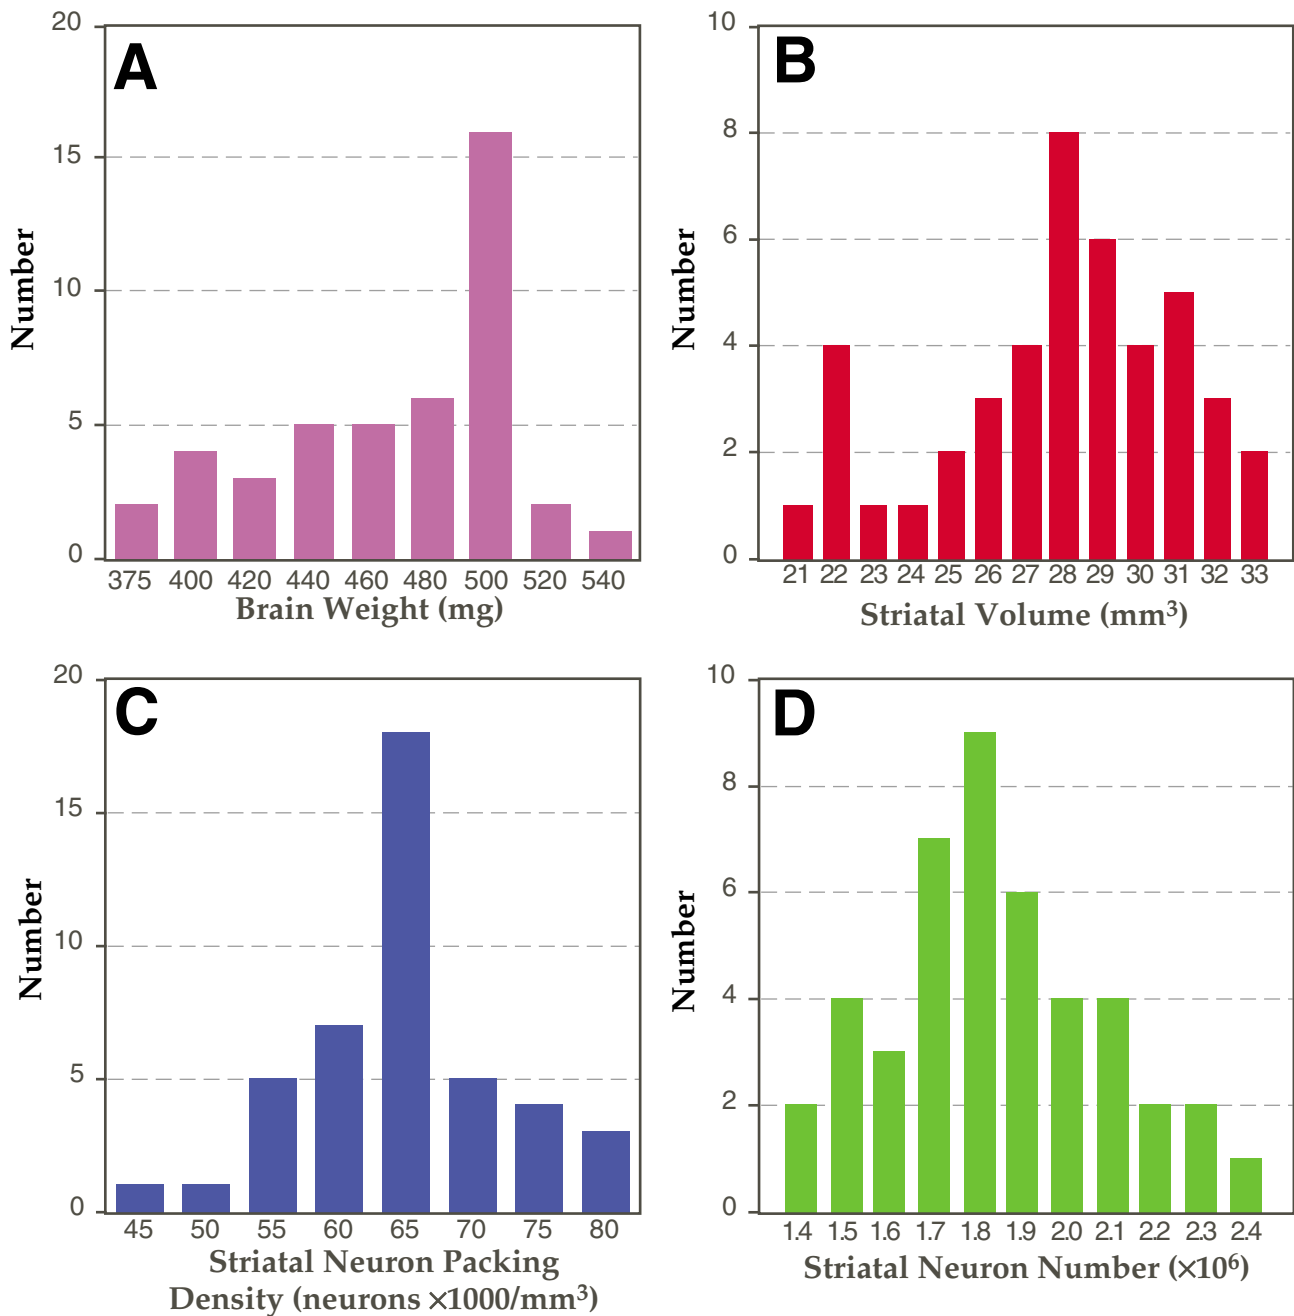 A
20
15
10
5
0
Number
375 400 420 440 460 480 500 520 540
Brain Weight (mg)
B
10
8
6
4
2
0
Number
21 22 23 24 25 26 27 28 29 30 31 32 33
Striatal Volume (mm³)
C
20
15
10
5
0
Number
45 50 55 60 65 70 75 80
Striatal Neuron Packing
Density (neurons ×1000/mm³)
D
10
8
6
4
2
0
Number
1.4 1.5 1.6 1.7 1.8 1.9 2.0 2.1 2.2 2.3 2.4
Striatal Neuron Number (×10⁶)